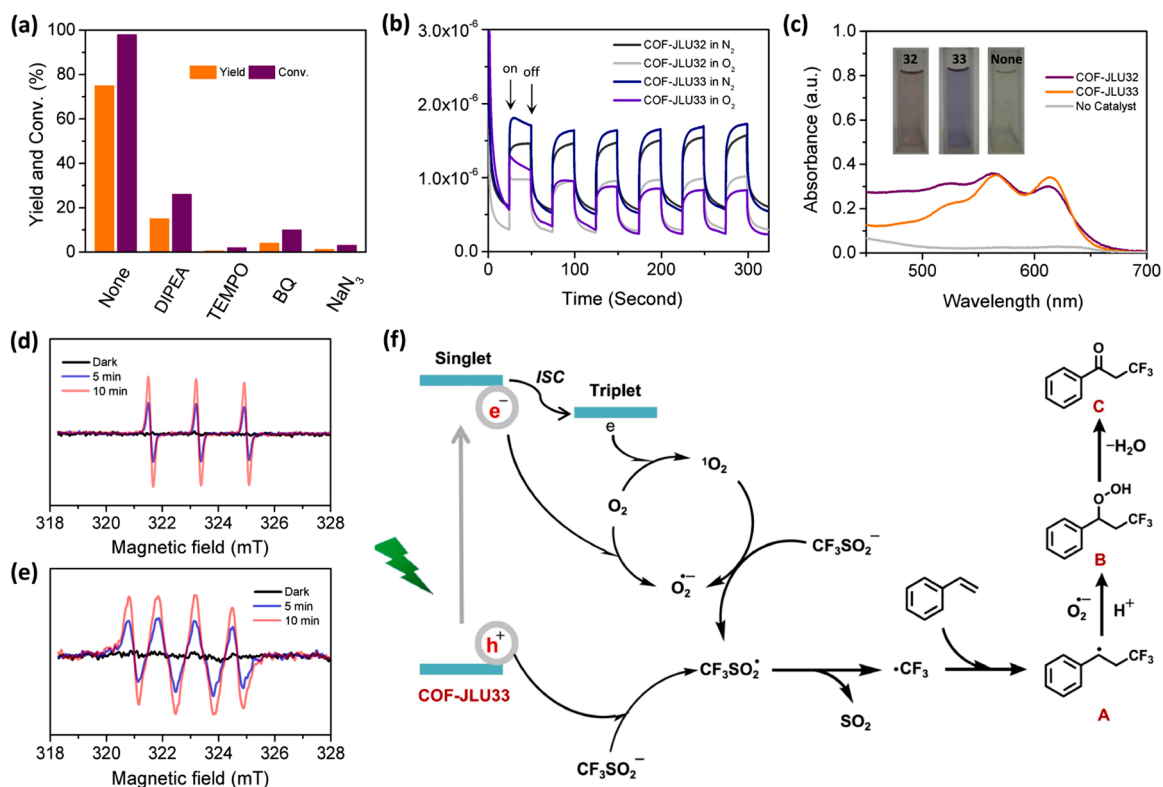 (a)
100
80
60
40
20
0
Yield and Conv. (%)
Yield Conv.
None
DIPEA
TEMPO
BQ
NaN₃
(b)
3.0x10⁻⁶
2.0x10⁻⁶
1.0x10⁻⁶
0.0
on off
COF-JLU32 in N₂
COF-JLU32 in O₂
COF-JLU33 in N₂
COF-JLU33 in O₂
0 100 200 300
Time (Second)
(c)
1.0
0.8
0.6
0.4
0.2
0.0
Absorbance (a.u.)
32 33 None
COF-JLU32
COF-JLU33
No Catalyst
500 600 700
Wavelength (nm)
(d)
Dark
5 min
10 min
318 320 322 324 326 328
Magnetic field (mT)
(e)
Dark
5 min
10 min
318 320 322 324 326 328
Magnetic field (mT)
(f)
Singlet
ISC
Triplet
e⁻
e
¹O₂
O₂
CF₃SO₂⁻
O₂•⁻
h⁺
COF-JLU33
CF₃SO₂⁻
CF₃SO₂•
SO₂
•CF₃
O
CF₃
C
−H₂O
O-OH
CF₃
B
O₂•⁻ H⁺
•
CF₃
A